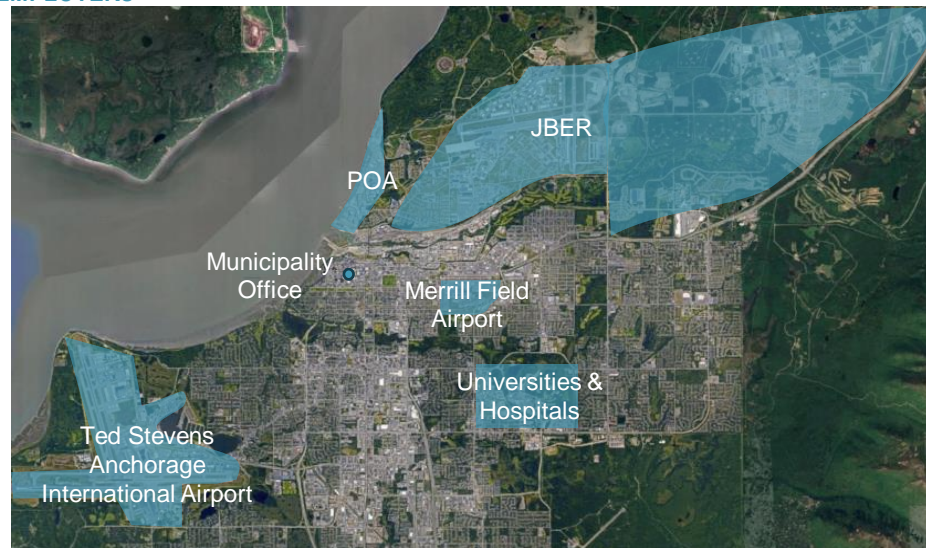 JBER
POA
Municipality
Office
Merrill Field
Airport
Universities &
Hospitals
Ted Stevens
Anchorage
International Airport